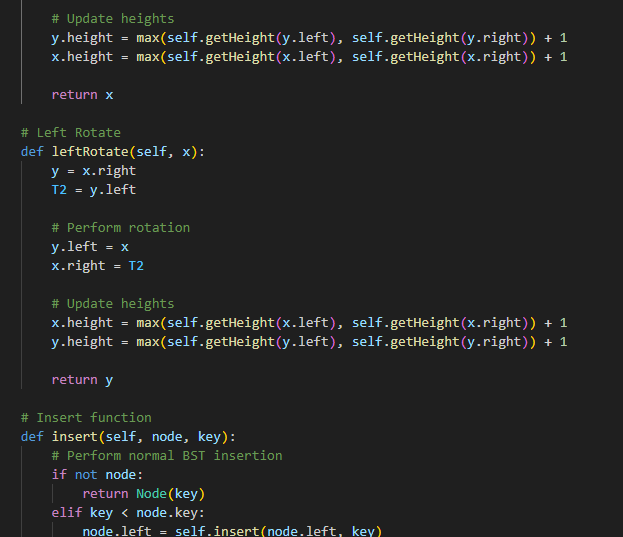 # Update heights
y.height = max(self.getHeight(y.left), self.getHeight(y.right)) + 1
x.height = max(self.getHeight(x.left), self.getHeight(x.right)) + 1
return x
# Left Rotate
def leftRotate(self, x):
y = x.right
T2 = y.left
# Perform rotation
y.left = x
x.right = T2
# Update heights
x.height = max(self.getHeight(x.left), self.getHeight(x.right)) + 1
y.height = max(self.getHeight(y.left), self.getHeight(y.right)) + 1
return y
# Insert function
def insert(self, node, key):
# Perform normal BST insertion
if not node:
return Node(key)
elif key < node.key:
node.left = self.insert(node.left, key)